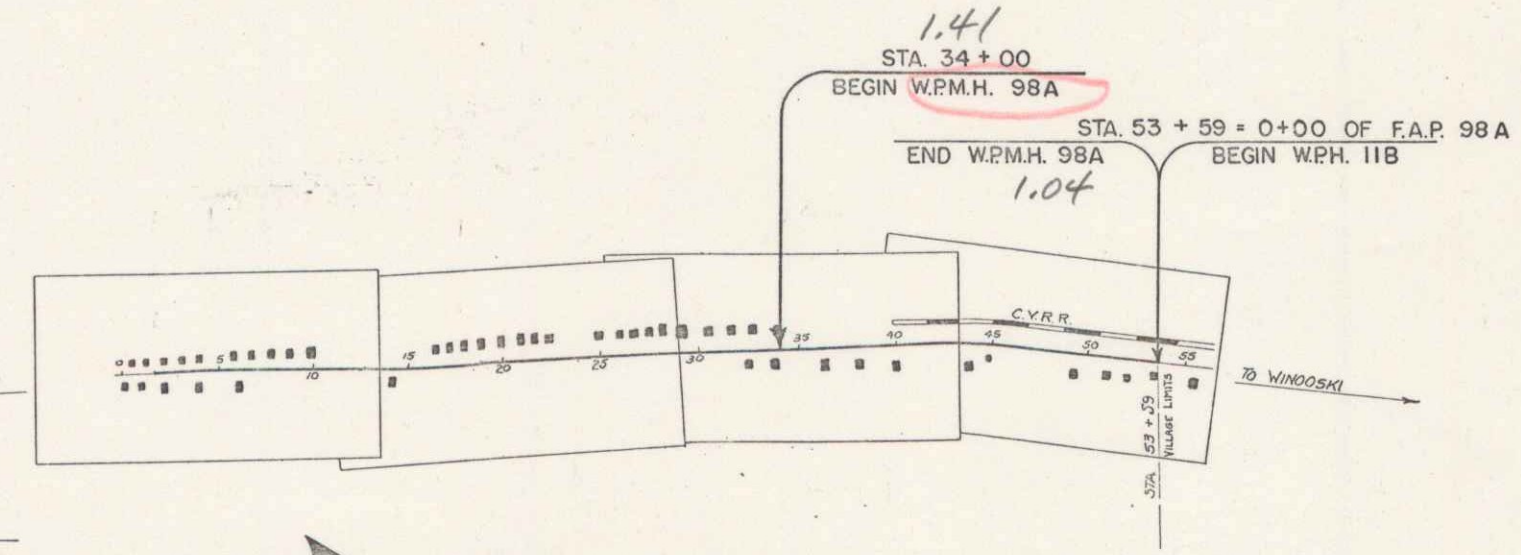 1.41
STA. 34 + 00
BEGIN W.P.M.H. 98A
STA. 53 + 59 = 0+00 OF F.A.P. 98 A
END W.P.M.H. 98A
BEGIN W.P.H. 11B
1.04
C.V.R.R.
0 5 10 15 20 25 30 35 40 45 50 55
TO WINOOSKI
STA 53 + 59
VILLAGE LIMITS